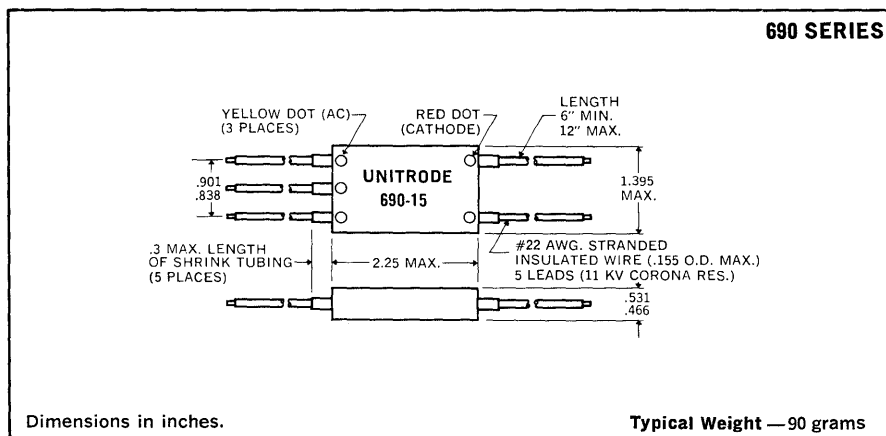 690 SERIES
YELLOW DOT (AC)
(3 PLACES)
RED DOT
(CATHODE)
LENGTH
6" MIN.
12" MAX.
.901
.838
UNITRODE
690-15
1.395
MAX.
.3 MAX. LENGTH
OF SHRINK TUBING
(5 PLACES)
2.25 MAX.
#22 AWG. STRANDED
INSULATED WIRE (.155 O.D. MAX.)
5 LEADS (11 KV CORONA RES.)
.531
.466
Dimensions in inches.
Typical Weight — 90 grams